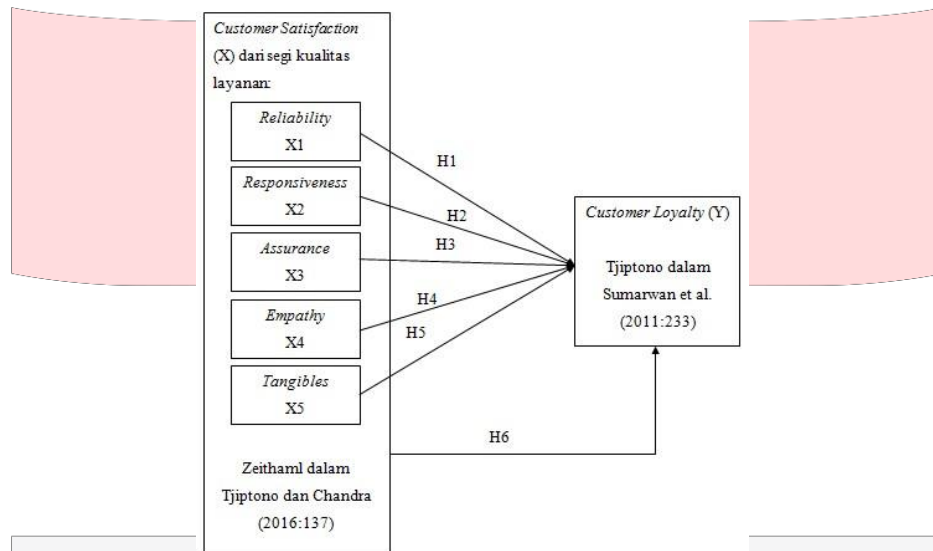 Customer Satisfaction
(X) dari segi kualitas
layanan:
Reliability
X1
Responsiveness
X2
Assurance
X3
Empathy
X4
Tangibles
X5
Zeithaml dalam
Tjiptono dan Chandra
(2016:137)
H1
H2
H3
H4
H5
H6
Customer Loyalty (Y)
Tjiptono dalam
Sumarwan et al.
(2011:233)